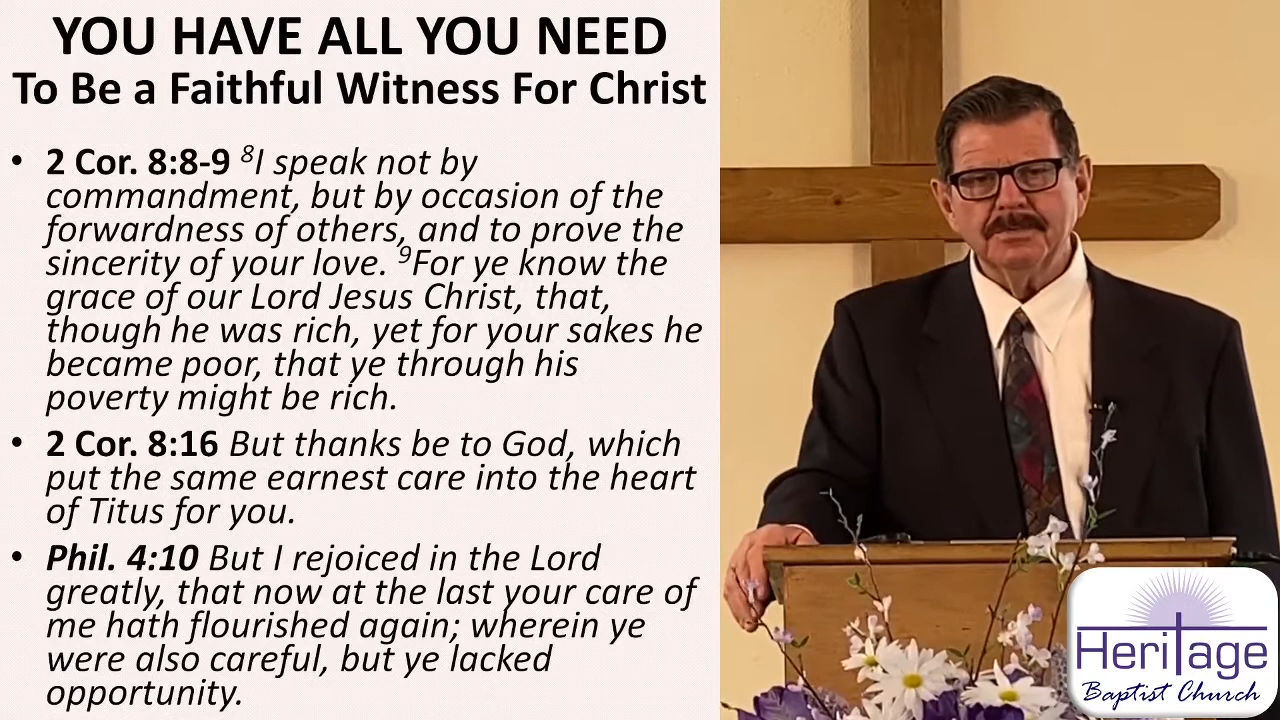 YOU HAVE ALL YOU NEED
To Be a Faithful Witness For Christ
• 2 Cor. 8:8-9 ⁸I speak not by
commandment, but by occasion of the
forwardness of others, and to prove the
sincerity of your love. ⁹For ye know the
grace of our Lord Jesus Christ, that,
though he was rich, yet for your sakes he
became poor, that ye through his
poverty might be rich.
• 2 Cor. 8:16 But thanks be to God, which
put the same earnest care into the heart
of Titus for you.
• Phil. 4:10 But I rejoiced in the Lord
greatly, that now at the last your care of
me hath flourished again; wherein ye
were also careful, but ye lacked
opportunity.
Heritage
Baptist Church